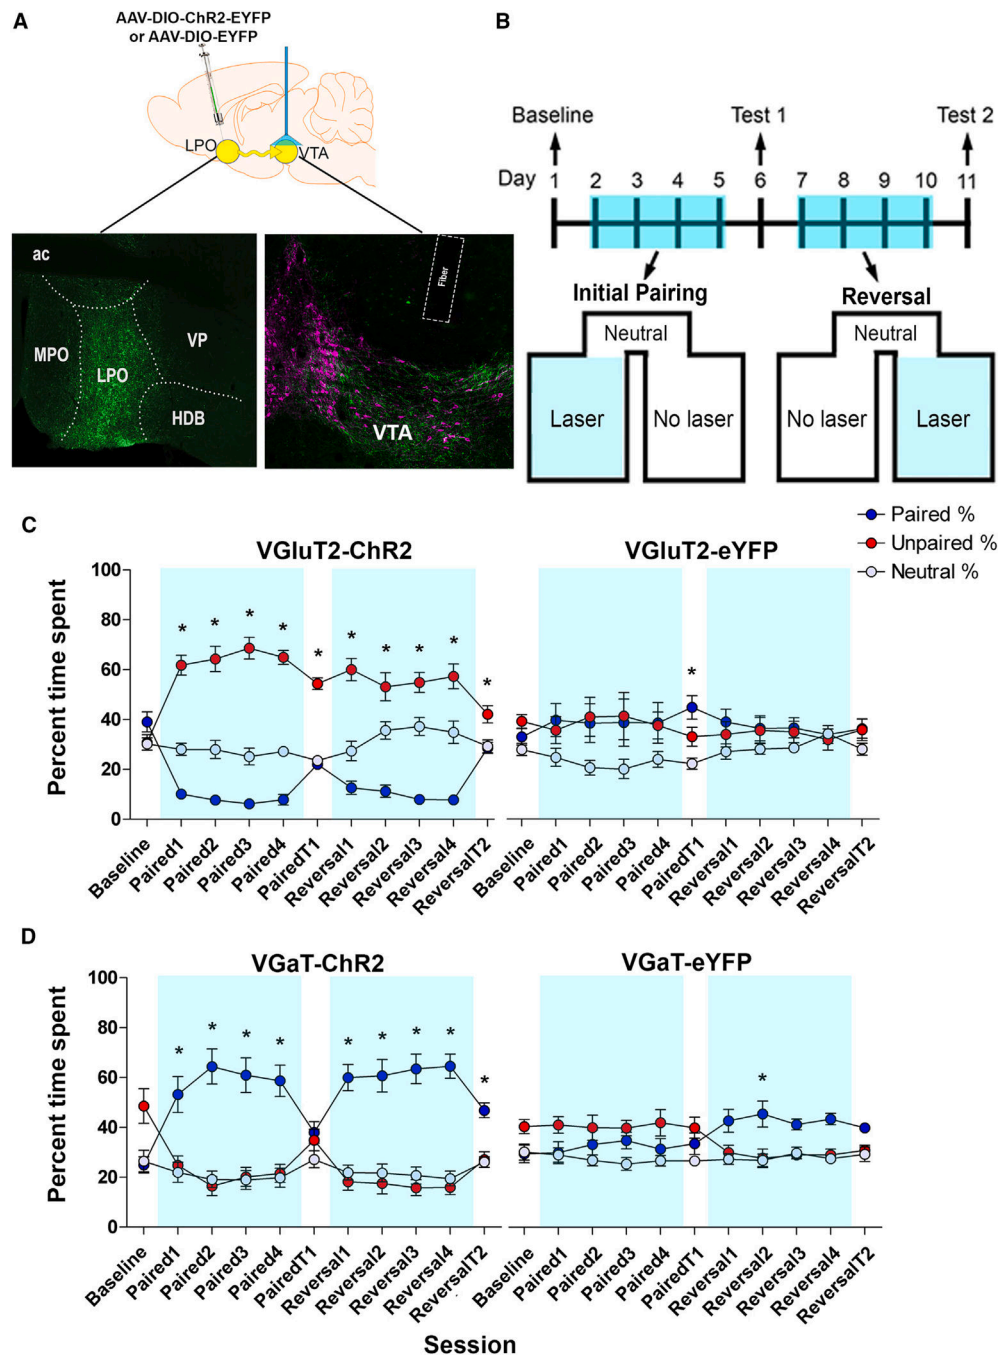 A
AAV-DIO-ChR2-EYFP
or AAV-DIO-EYFP
LPO
VTA
ac
MPO
LPO
VP
HDB
Fiber
VTA
B
Baseline
Test 1
Test 2
Day 1 2 3 4 5 6 7 8 9 10 11
Initial Pairing
Reversal
Neutral
Neutral
Laser
No laser
No laser
Laser
C
Paired %
Unpaired %
Neutral %
VGluT2-ChR2
VGluT2-eYFP
Percent time spent
100
80
60
40
20
0
* * * * * * * * * *
*
Baseline
Paired1
Paired2
Paired3
Paired4
PairedT1
Reversal1
Reversal2
Reversal3
Reversal4
ReversalT2
Baseline
Paired1
Paired2
Paired3
Paired4
PairedT1
Reversal1
Reversal2
Reversal3
Reversal4
ReversalT2
D
VGaT-ChR2
VGaT-eYFP
Percent time spent
100
80
60
40
20
0
* * * * * * * * *
*
Baseline
Paired1
Paired2
Paired3
Paired4
PairedT1
Reversal1
Reversal2
Reversal3
Reversal4
ReversalT2
Baseline
Paired1
Paired2
Paired3
Paired4
PairedT1
Reversal1
Reversal2
Reversal3
Reversal4
ReversalT2
Session